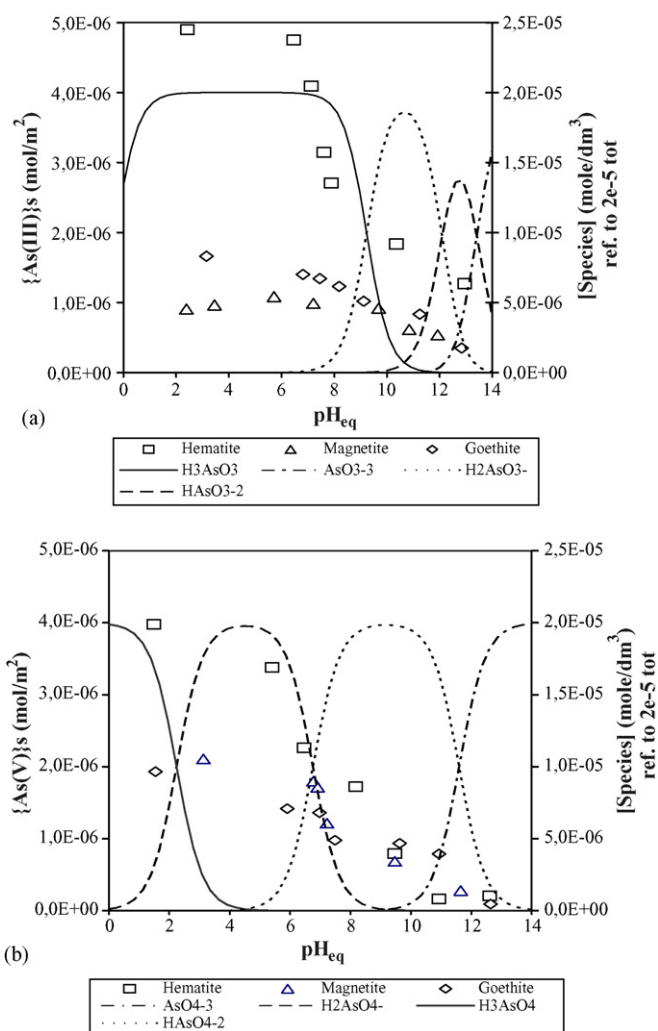 5,0E-06
4,0E-06
3,0E-06
2,0E-06
1,0E-06
0,0E+00
{As(III)}s (mol/m2)
2,5E-05
2,0E-05
1,5E-05
1,0E-05
5,0E-06
0,0E+00
[Species] (mole/dm3)
ref. to 2e-5 tot
0 2 4 6 8 10 12 14
pHeq
(a)
Hematite Magnetite Goethite
H3AsO3 AsO3-3 H2AsO3-
HAsO3-2
5,0E-06
4,0E-06
3,0E-06
2,0E-06
1,0E-06
0,0E+00
{As(V)}s (mol/m2)
2,5E-05
2,0E-05
1,5E-05
1,0E-05
5,0E-06
0,0E+00
[Species] (mole/dm3)
ref. to 2e-5 tot
0 2 4 6 8 10 12 14
pHeq
(b)
Hematite Magnetite Goethite
AsO4-3 H2AsO4- H3AsO4
HAsO4-2